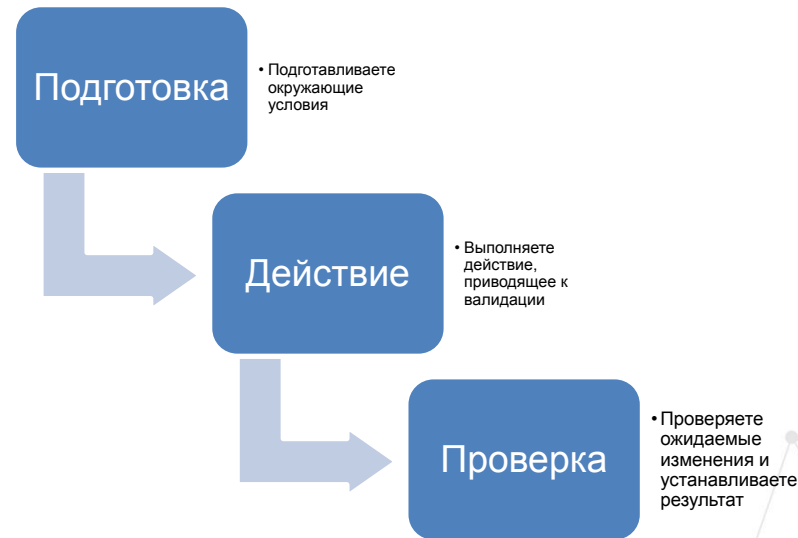 Подготовка
• Подготавливаете
окружающие
условия
Действие
• Выполняете
действие,
приводящее к
валидации
Проверка
• Проверяете
ожидаемые
изменения и
устанавливаете
результат